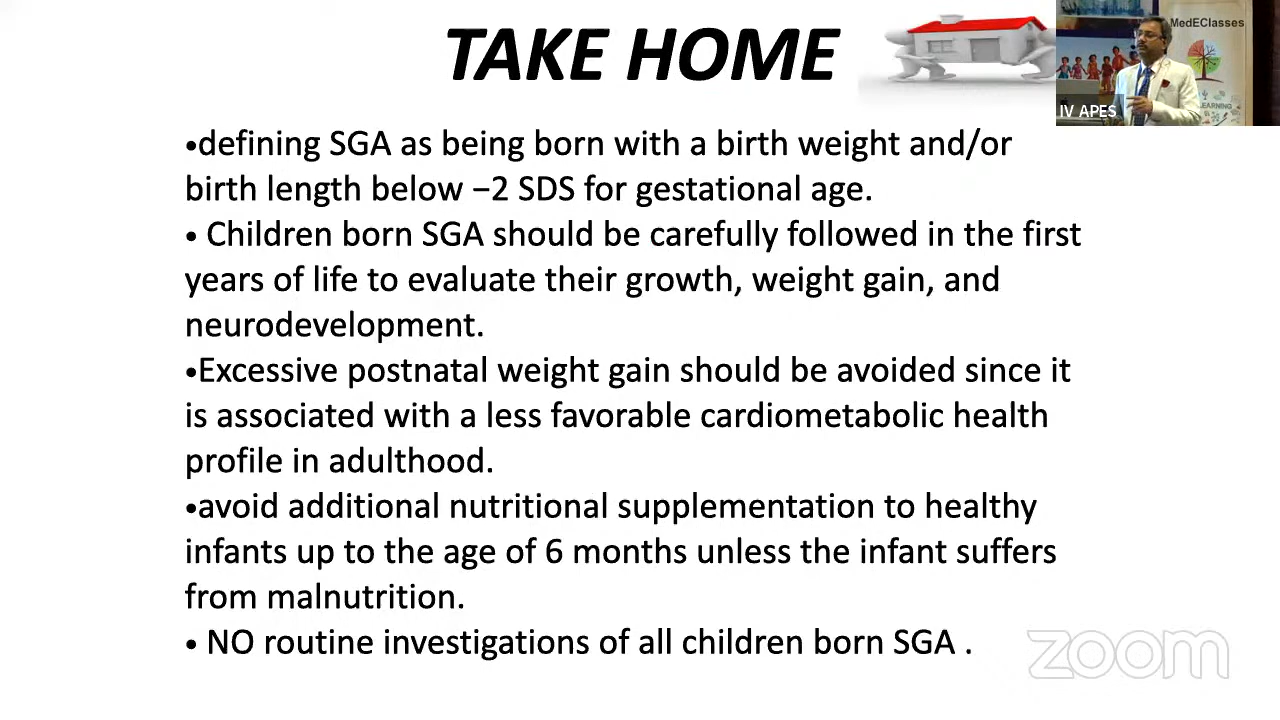 TAKE HOME
MedEClasses
LEARNING
IV APES
•defining SGA as being born with a birth weight and/or
birth length below −2 SDS for gestational age.
• Children born SGA should be carefully followed in the first
years of life to evaluate their growth, weight gain, and
neurodevelopment.
•Excessive postnatal weight gain should be avoided since it
is associated with a less favorable cardiometabolic health
profile in adulthood.
•avoid additional nutritional supplementation to healthy
infants up to the age of 6 months unless the infant suffers
from malnutrition.
• NO routine investigations of all children born SGA .
zoom